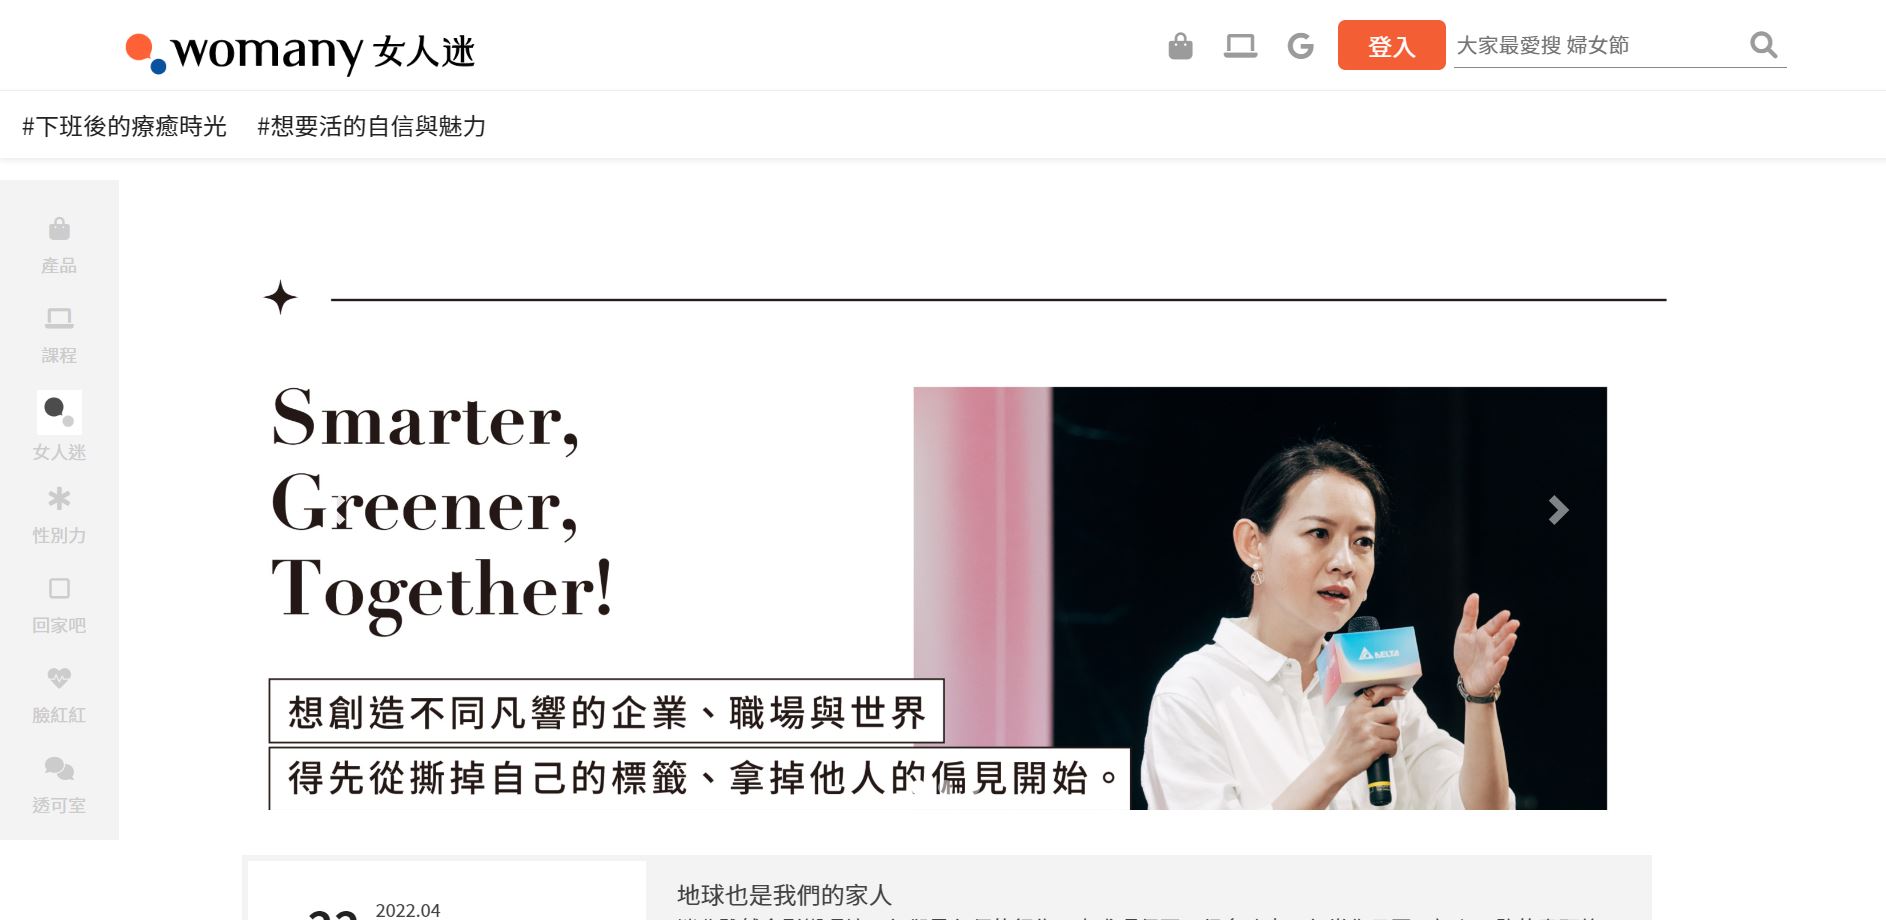 womany 女人迷
登入
大家最愛搜 婦女節
#下班後的療癒時光 #想要活的自信與魅力
產品
課程
女人迷
性別力
回家吧
臉紅紅
透可室
Smarter,
Greener,
Together!
DELTA
想創造不同凡響的企業、職場與世界
得先從撕掉自己的標籤、拿掉他人的偏見開始。
2022.04
地球也是我們的家人